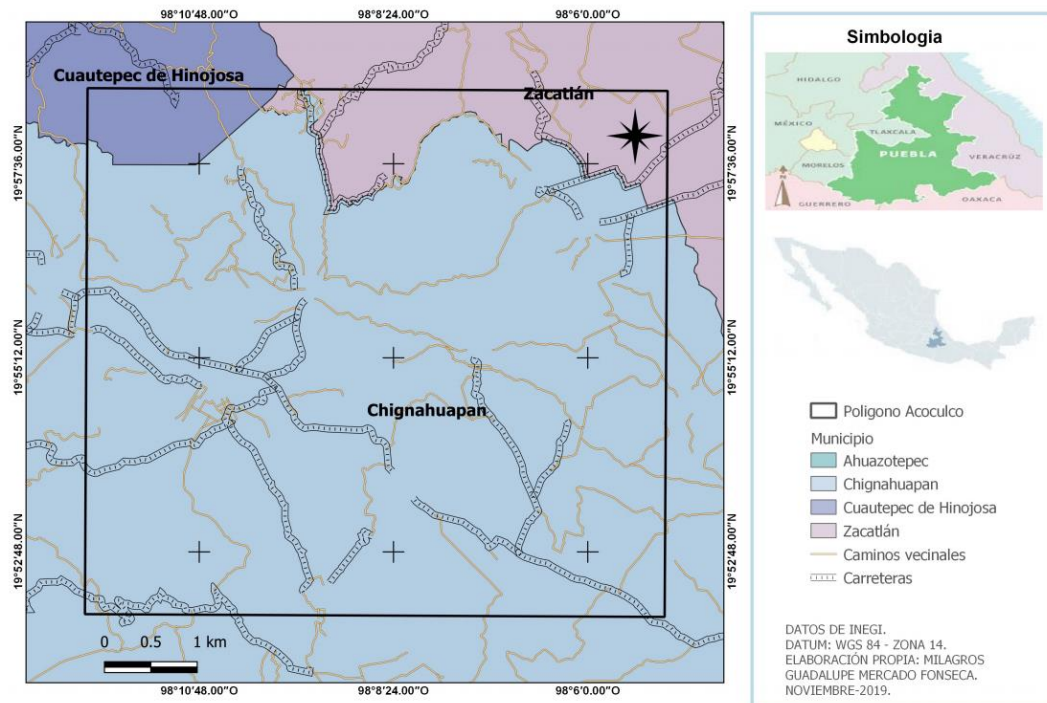 98°10'48.00"O
98°8'24.00"O
98°6'0.00"O
Cuautepec de Hinojosa
Zacatlán
19°57'36.00"N
19°57'36.00"N
19°55'12.00"N
19°55'12.00"N
Chignahuapan
19°52'48.00"N
19°52'48.00"N
0 0.5 1 km
98°10'48.00"O
98°8'24.00"O
98°6'0.00"O
Simbologia
HIDALGO
MÉXICO
TLAXCALA
PUEBLA
VERACRÚZ
MORELOS
GUERRERO
OAXACA
Poligono Acoculco
Municipio
Ahuazotepec
Chignahuapan
Cuautepec de Hinojosa
Zacatlán
Caminos vecinales
Carreteras
DATOS DE INEGI.
DATUM: WGS 84 - ZONA 14.
ELABORACIÓN PROPIA: MILAGROS
GUADALUPE MERCADO FONSECA.
NOVIEMBRE-2019.